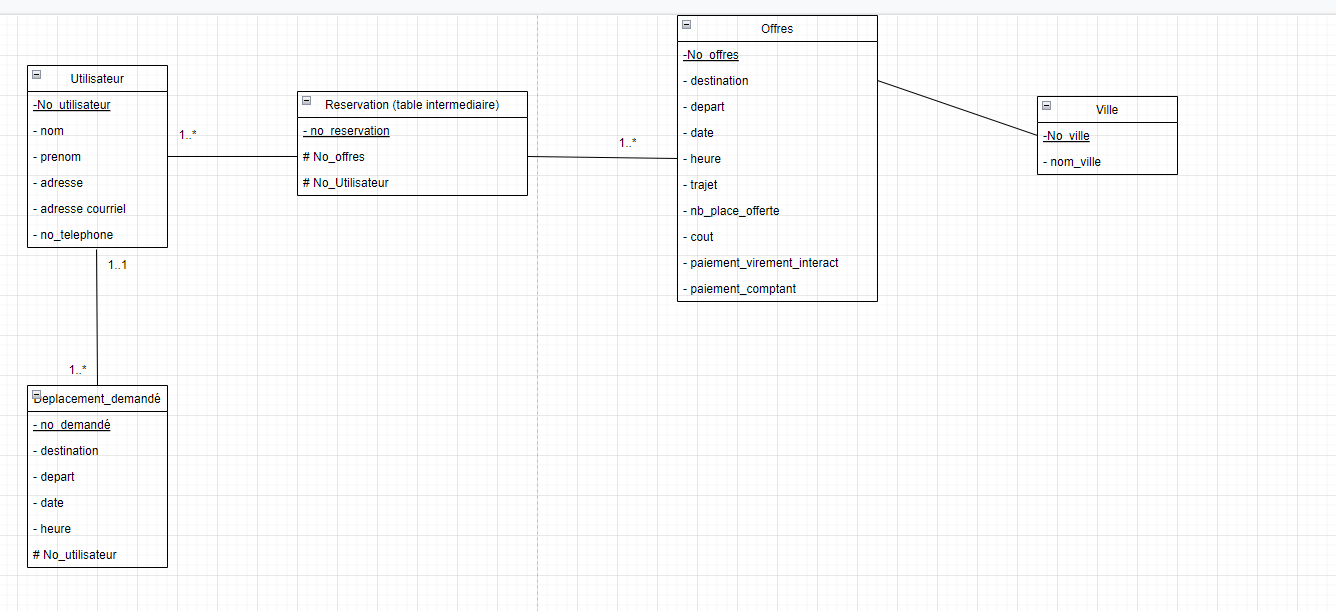 Utilisateur
-No_utilisateur
- nom
- prenom
- adresse
- adresse courriel
- no_telephone
1..*
1..1
Reservation (table intermediaire)
- no_reservation
# No_offres
# No_Utilisateur
1..*
Offres
-No_offres
- destination
- depart
- date
- heure
- trajet
- nb_place_offerte
- cout
- paiement_virement_interact
- paiement_comptant
Ville
-No_ville
- nom_ville
1..*
Deplacement_demandé
- no_demandé
- destination
- depart
- date
- heure
# No_utilisateur